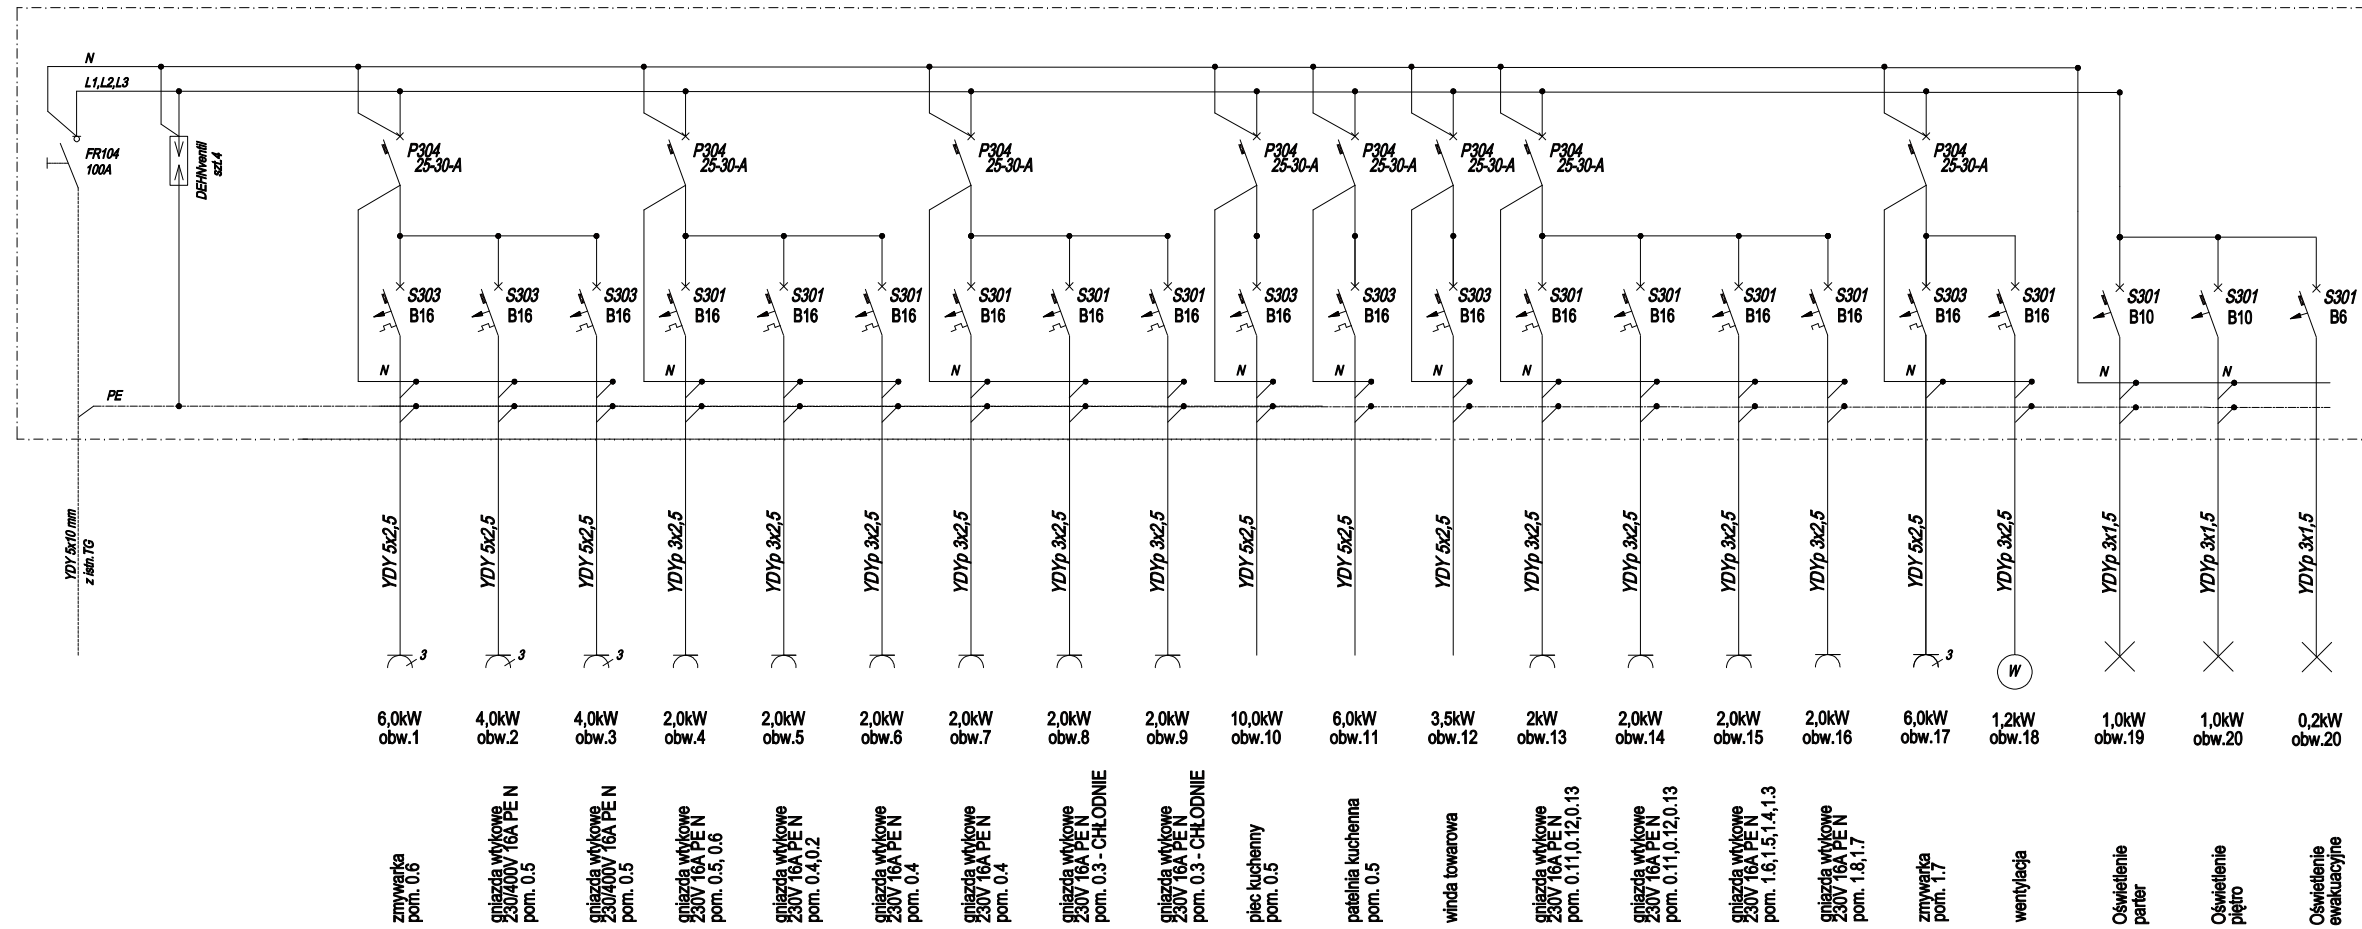 N
L1,L2,L3
FR104
100A
DEHNventil
szt.4
P304
25-30-A
P304
25-30-A
P304
25-30-A
P304
25-30-A
P304
25-30-A
P304
25-30-A
P304
25-30-A
P304
25-30-A
S303
B16
S303
B16
S303
B16
S301
B16
S301
B16
S301
B16
S301
B16
S301
B16
S301
B16
S303
B16
S303
B16
S303
B16
S301
B16
S301
B16
S301
B16
S301
B16
S303
B16
S301
B16
S301
B10
S301
B10
S301
B6
N
N
N
N
N
N
N
N
N
N
PE
YDY 5x10 mm
z istn.TG
YDY 5x2,5
YDY 5x2,5
YDY 5x2,5
YDYp 3x2,5
YDYp 3x2,5
YDYp 3x2,5
YDYp 3x2,5
YDYp 3x2,5
YDYp 3x2,5
YDY 5x2,5
YDY 5x2,5
YDY 5x2,5
YDYp 3x2,5
YDYp 3x2,5
YDYp 3x2,5
YDYp 3x2,5
YDY 5x2,5
YDYp 3x2,5
YDYp 3x1,5
YDYp 3x1,5
YDYp 3x1,5
3
3
3
3
W
6,0kW
obw.1
4,0kW
obw.2
4,0kW
obw.3
2,0kW
obw.4
2,0kW
obw.5
2,0kW
obw.6
2,0kW
obw.7
2,0kW
obw.8
2,0kW
obw.9
10,0kW
obw.10
6,0kW
obw.11
3,5kW
obw.12
2kW
obw.13
2,0kW
obw.14
2,0kW
obw.15
2,0kW
obw.16
6,0kW
obw.17
1,2kW
obw.18
1,0kW
obw.19
1,0kW
obw.20
0,2kW
obw.20
zmywarka
pom. 0.6
gniazda wtykowe
230/400V 16A PE N
pom. 0.5
gniazda wtykowe
230/400V 16A PE N
pom. 0.5
gniazda wtykowe
230V 16A PE N
pom. 0.5, 0.6
gniazda wtykowe
230V 16A PE N
pom. 0.4,0.2
gniazda wtykowe
230V 16A PE N
pom. 0.4
gniazda wtykowe
230V 16A PE N
pom. 0.4
gniazda wtykowe
230V 16A PE N
pom. 0.3 - CHŁODNIE
gniazda wtykowe
230V 16A PE N
pom. 0.3 - CHŁODNIE
piec kuchenny
pom. 0.5
patelnia kuchenna
pom. 0.5
winda towarowa
gniazda wtykowe
230V 16A PE N
pom. 0.11,0.12,0.13
gniazda wtykowe
230V 16A PE N
pom. 0.11,0.12,0.13
gniazda wtykowe
230V 16A PE N
pom. 1.6,1.5,1.4,1.3
gniazda wtykowe
230V 16A PE N
pom. 1.8,1.7
zmywarka
pom. 1.7
wentylacja
Oświetlenie
parter
Oświetlenie
piętro
Oświetlenie
ewakuacyjne